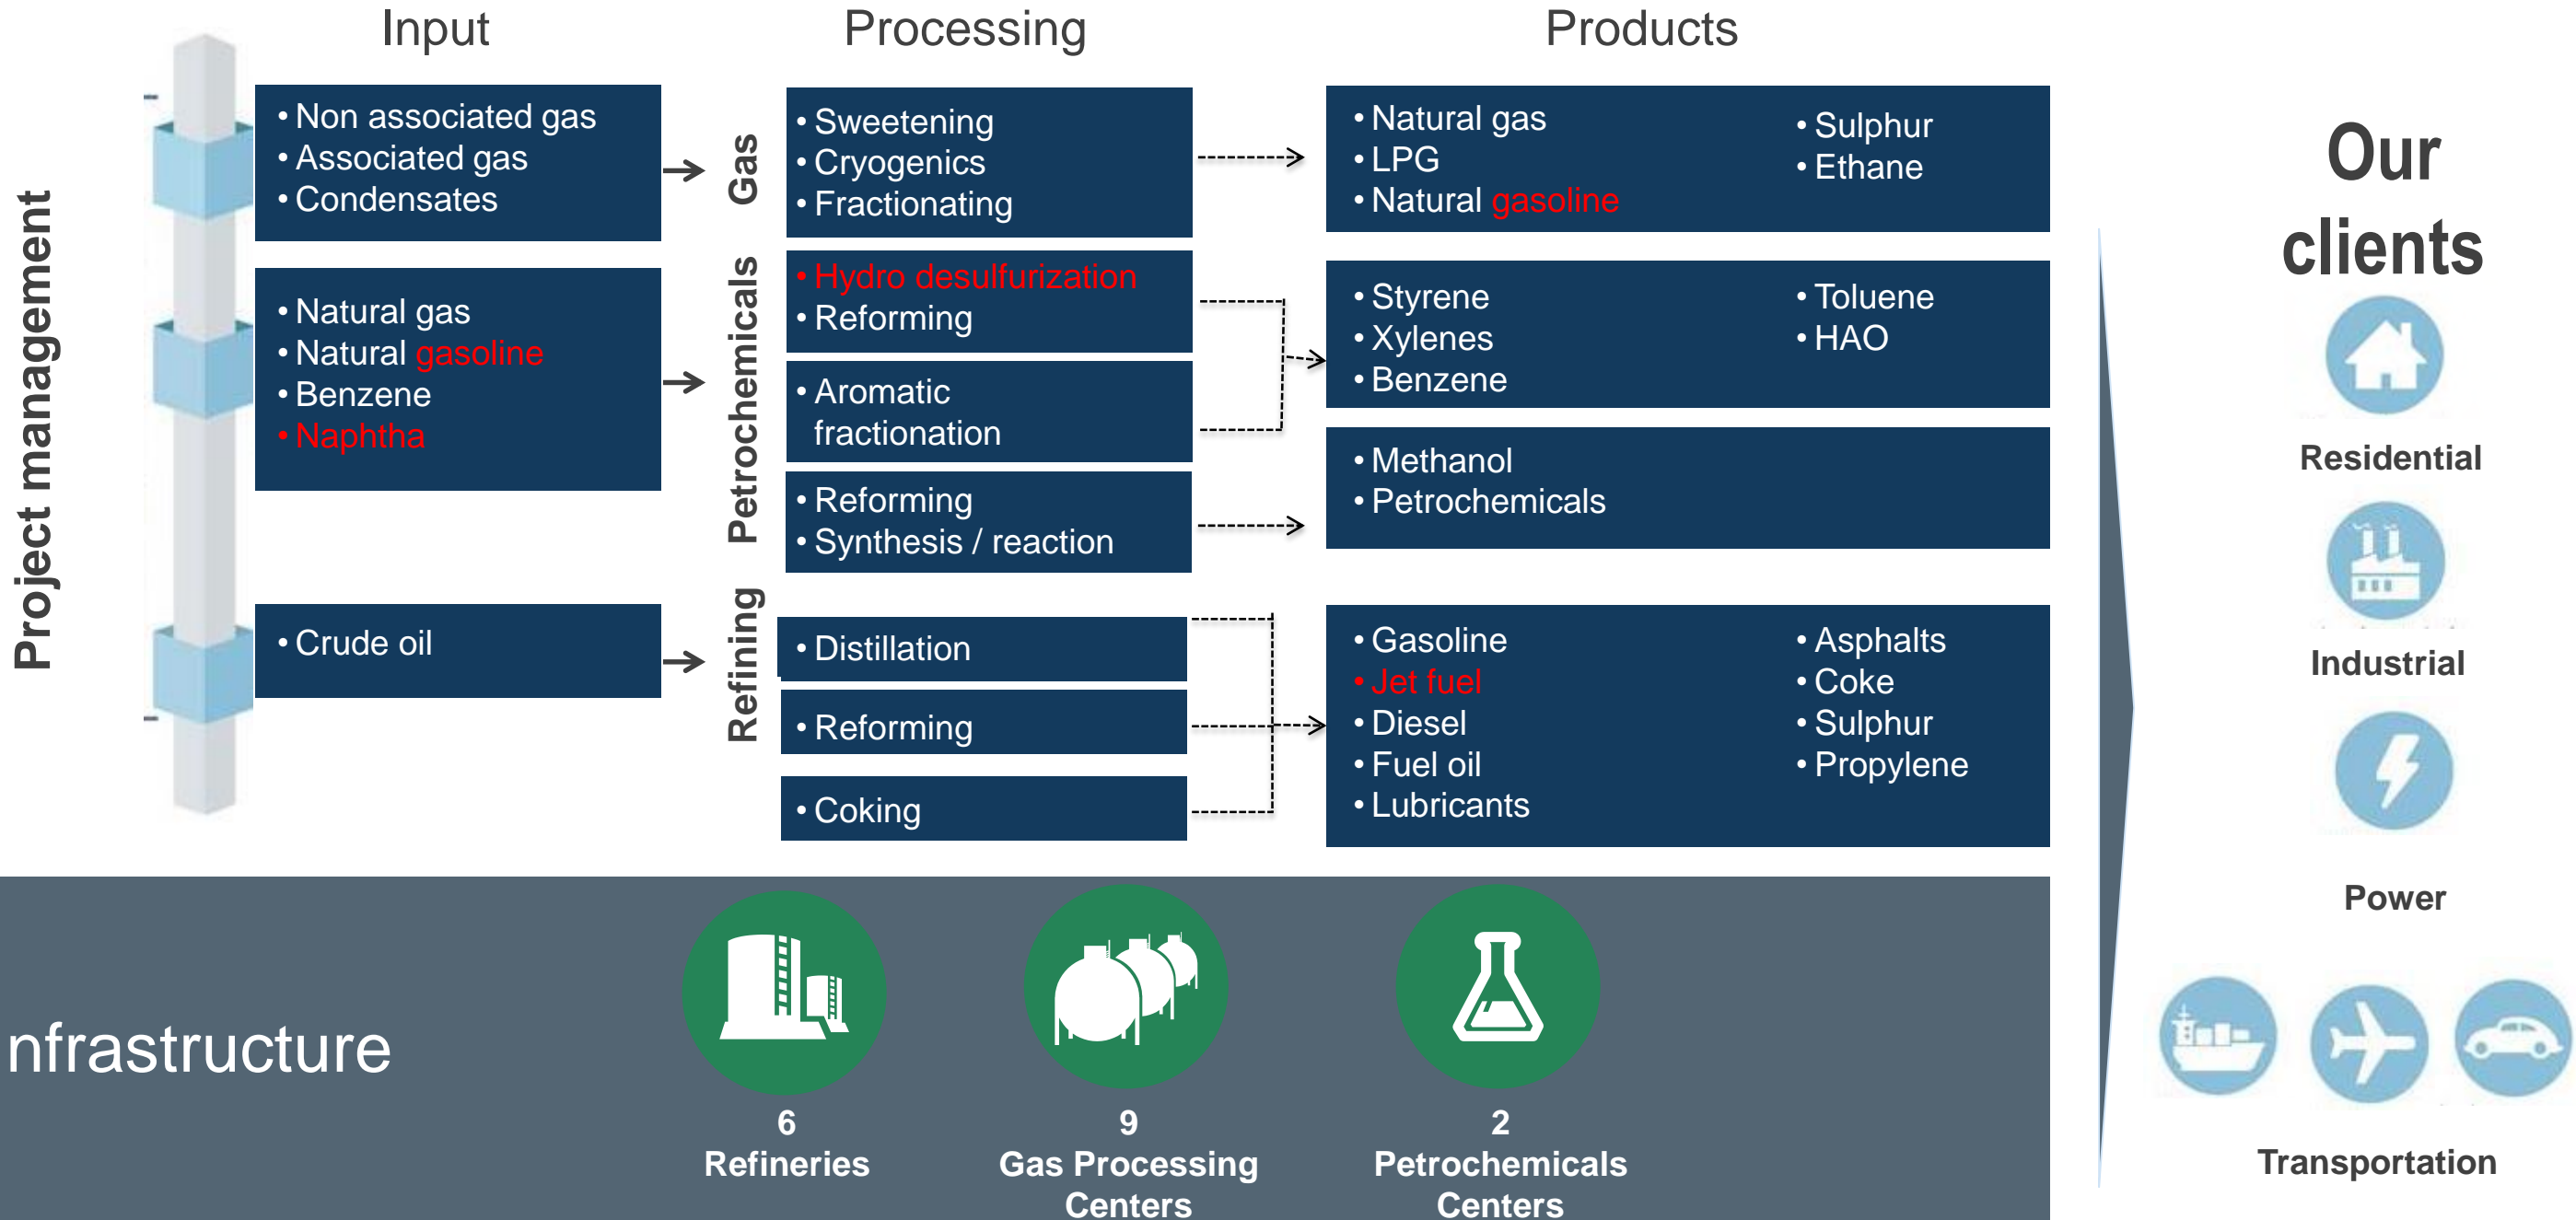 Input
Processing
Products
Project management
• Non associated gas
• Associated gas
• Condensates
Gas
• Sweetening
• Cryogenics
• Fractionating
• Natural gas
• LPG
• Natural gasoline
• Sulphur
• Ethane
• Natural gas
• Natural gasoline
• Benzene
• Naphtha
Petrochemicals
• Hydro desulfurization
• Reforming
• Aromatic
fractionation
• Reforming
• Synthesis / reaction
• Styrene
• Xylenes
• Benzene
• Toluene
• HAO
• Methanol
• Petrochemicals
• Crude oil
Refining
• Distillation
• Reforming
• Coking
• Gasoline
• Jet fuel
• Diesel
• Fuel oil
• Lubricants
• Asphalts
• Coke
• Sulphur
• Propylene
Our
clients
Residential
Industrial
Power
Transportation
nfrastructure
6
Refineries
9
Gas Processing
Centers
2
Petrochemicals
Centers